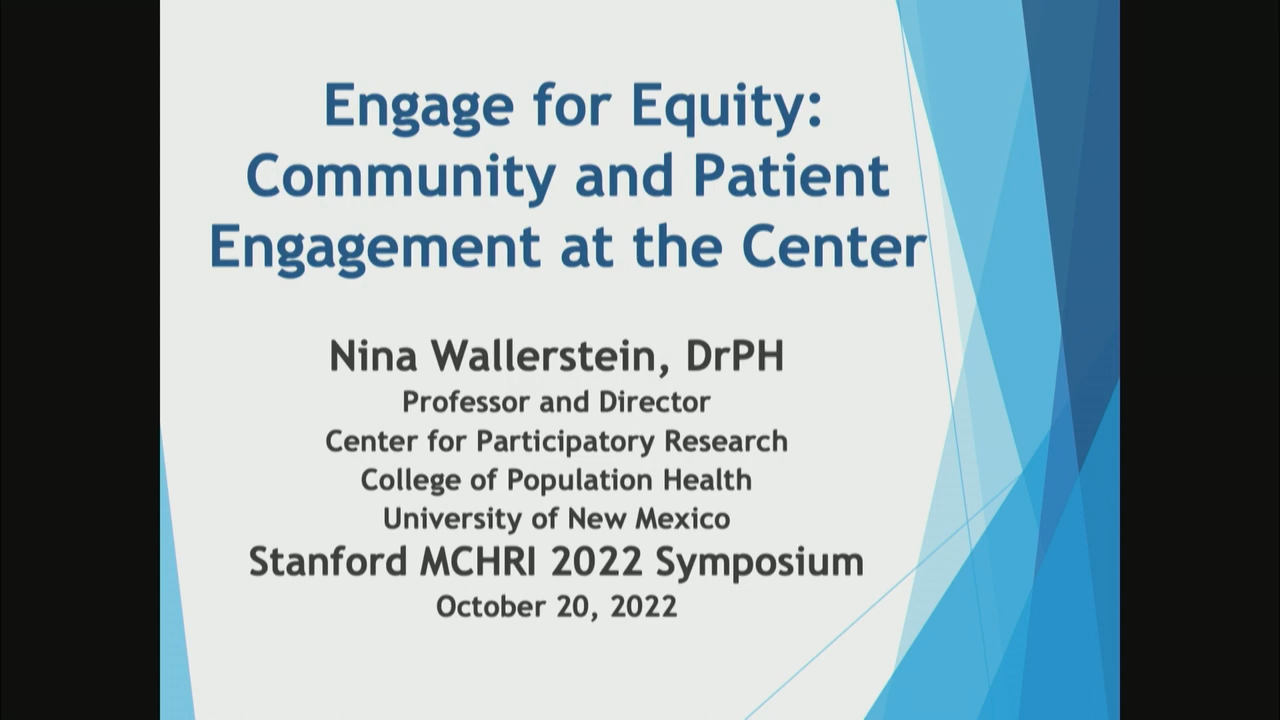 Engage for Equity:
Community and Patient
Engagement at the Center
Nina Wallerstein, DrPH
Professor and Director
Center for Participatory Research
College of Population Health
University of New Mexico
Stanford MCHRI 2022 Symposium
October 20, 2022